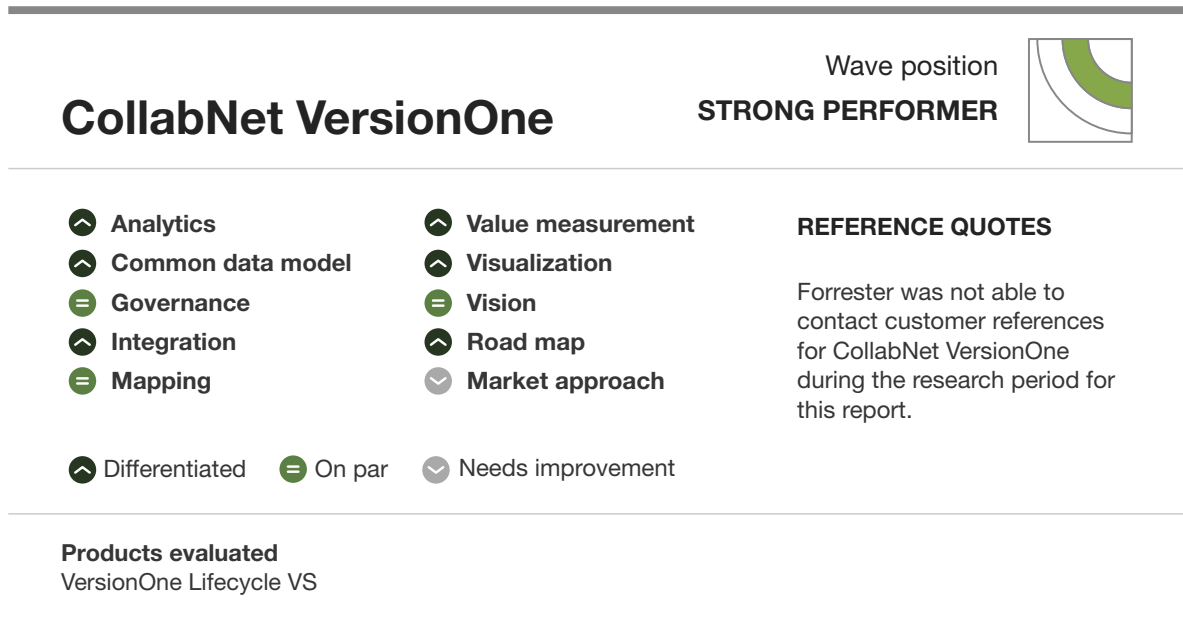 CollabNet VersionOne
Wave position
STRONG PERFORMER
Analytics
Common data model
Governance
Integration
Mapping
Value measurement
Visualization
Vision
Road map
Market approach
Differentiated
On par
Needs improvement
REFERENCE QUOTES
Forrester was not able to
contact customer references
for CollabNet VersionOne
during the research period for
this report.
Products evaluated
VersionOne Lifecycle VS